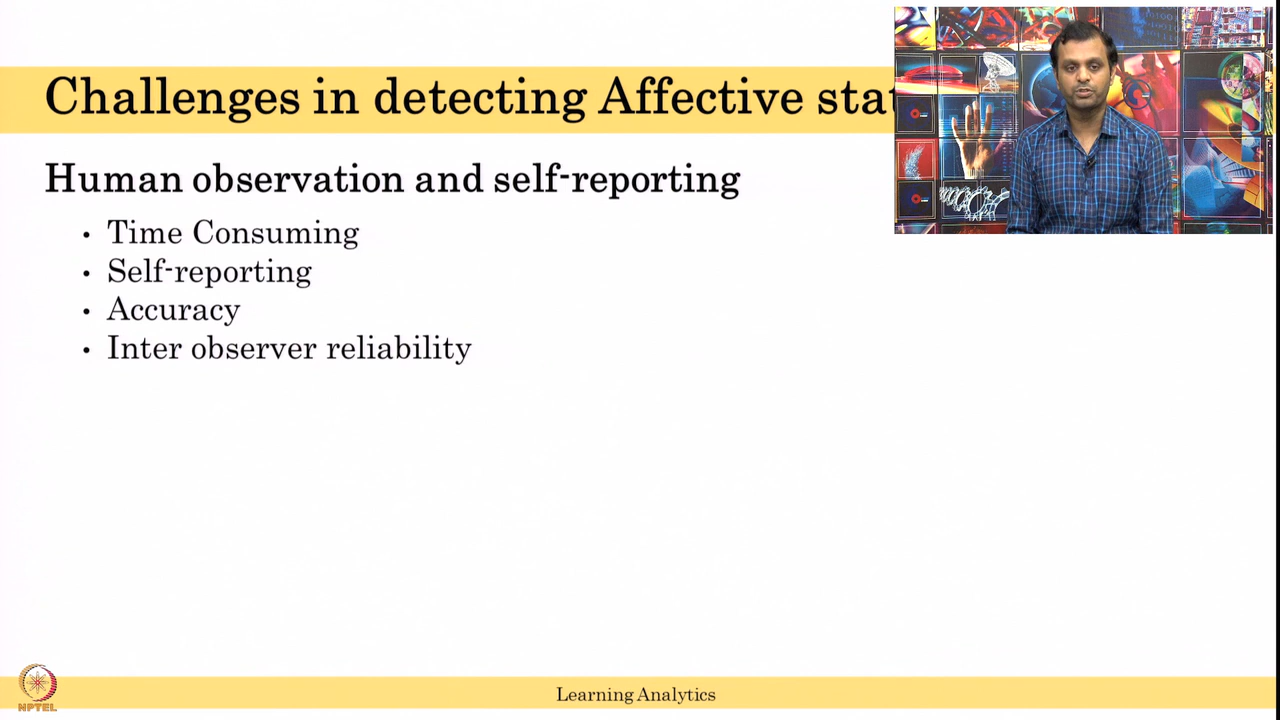 Challenges in detecting Affective
Human observation and self-reporting
• Time Consuming
• Self-reporting
• Accuracy
• Inter observer reliability
Learning Analytics
NPTEL